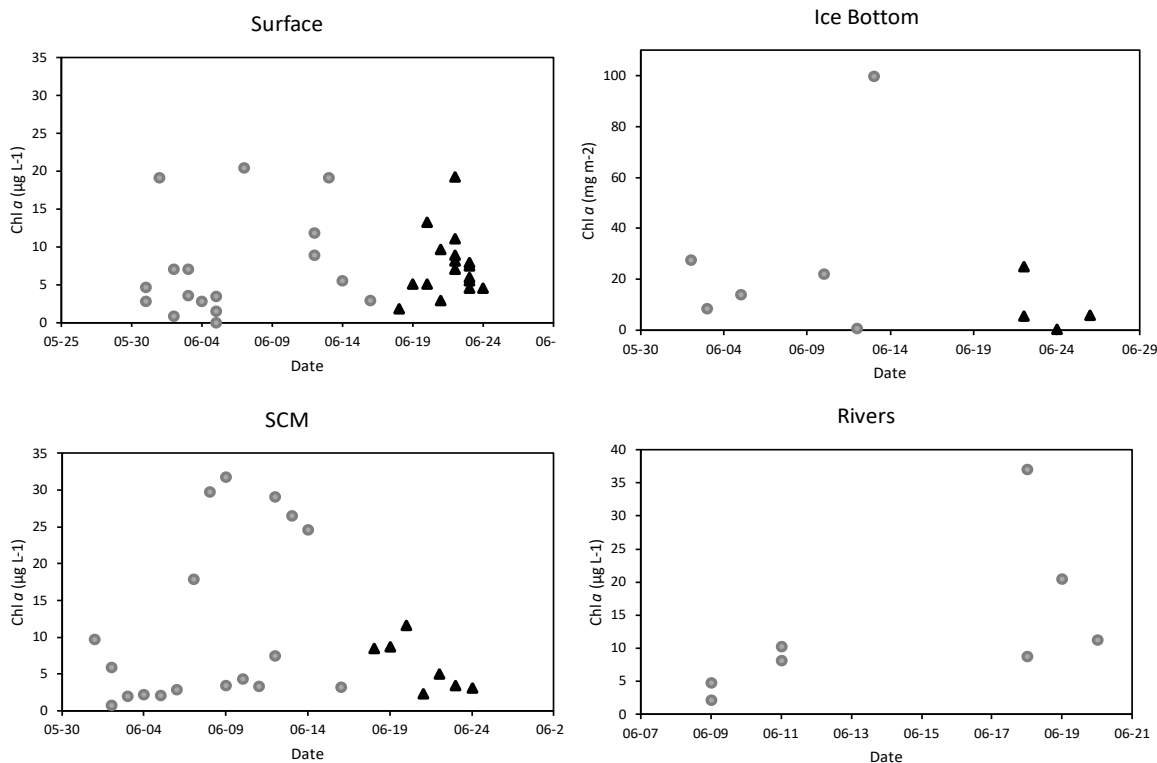 Surface
35
30
25
20
15
10
5
0
Chl a (µg L-1)
05-25 05-30 06-04 06-09 06-14 06-19 06-24 06-
Date
Ice Bottom
100
80
60
40
20
0
Chl a (mg m-2)
05-30 06-04 06-09 06-14 06-19 06-24 06-29
Date
SCM
35
30
25
20
15
10
5
0
Chl a (µg L-1)
05-30 06-04 06-09 06-14 06-19 06-24 06-2
Date
Rivers
40
35
30
25
20
15
10
5
0
Chl a (µg L-1)
06-07 06-09 06-11 06-13 06-15 06-17 06-19 06-21
Date